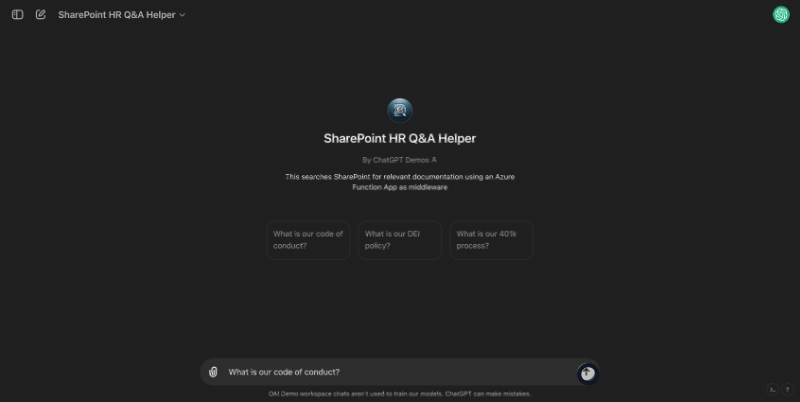 SharePoint HR Q&A Helper
SharePoint HR Q&A Helper
By ChatGPT Demos
This searches SharePoint for relevant documentation using an Azure
Function App as middleware
What is our code of
conduct?
What is our DEI
policy?
What is our 401k
process?
What is our code of conduct?
OAI Demo workspace chats aren't used to train our models. ChatGPT can make mistakes.
?